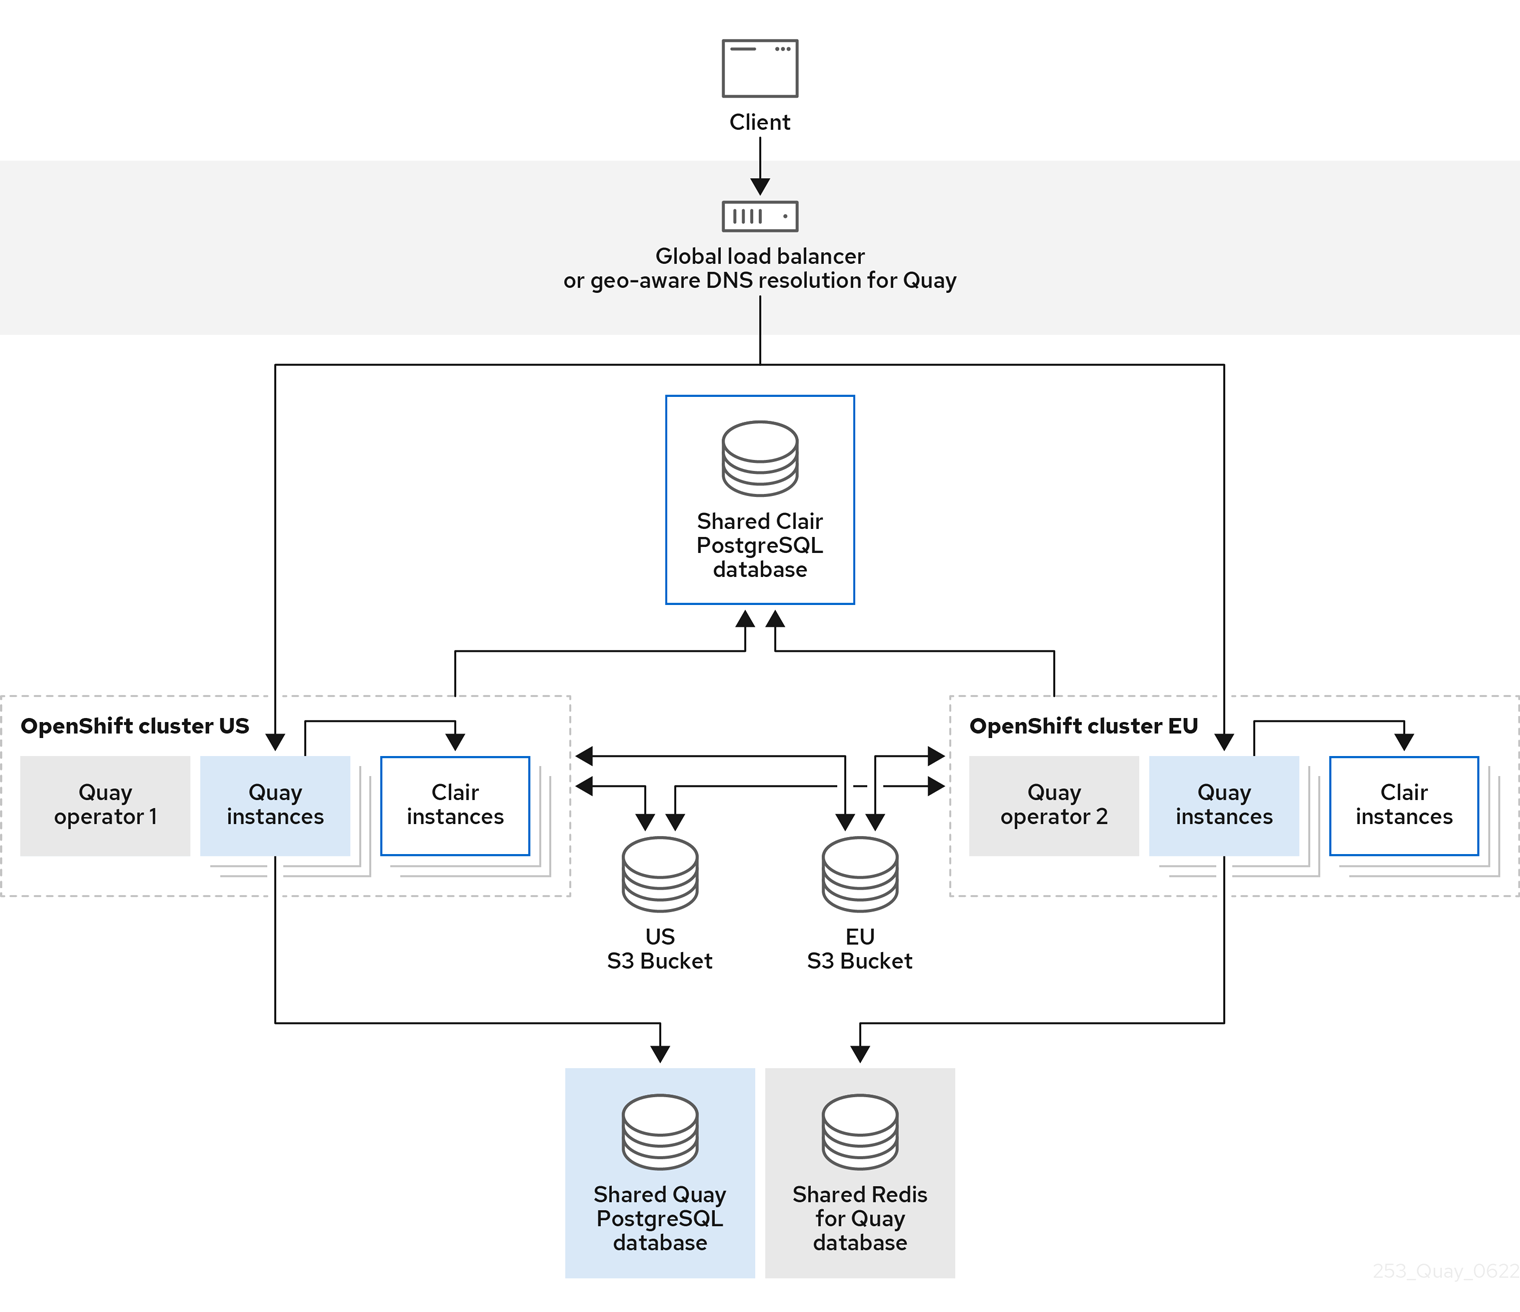 Client
Global load balancer
or geo-aware DNS resolution for Quay
Shared Clair
PostgreSQL
database
OpenShift cluster US
Quay
operator 1
Quay
instances
Clair
instances
OpenShift cluster EU
Quay
operator 2
Quay
instances
Clair
instances
US
S3 Bucket
EU
S3 Bucket
Shared Quay
PostgreSQL
database
Shared Redis
for Quay
database
253_Quay_0622